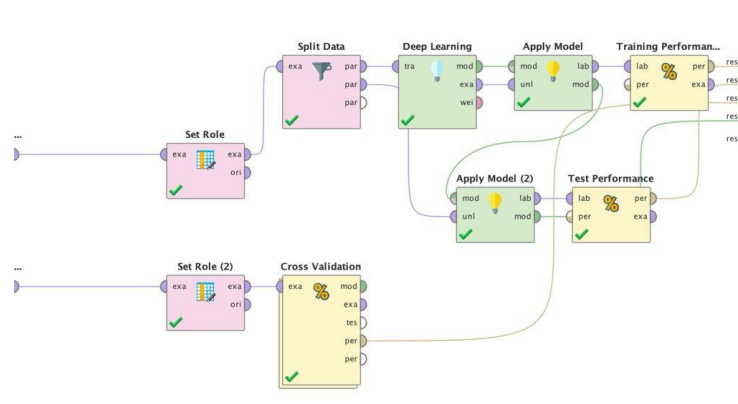 Split Data
exa par
par
par
Deep Learning
tra mod
exa
wei
Apply Model
mod lab
unl mod
Training Performan...
lab per
per exa
res
res
res
res
res
...
Set Role
exa exa
ori
Apply Model (2)
mod lab
unl mod
Test Performance
lab per
per exa
...
Set Role (2)
exa exa
ori
Cross Validation
exa mod
exa
tes
per
per